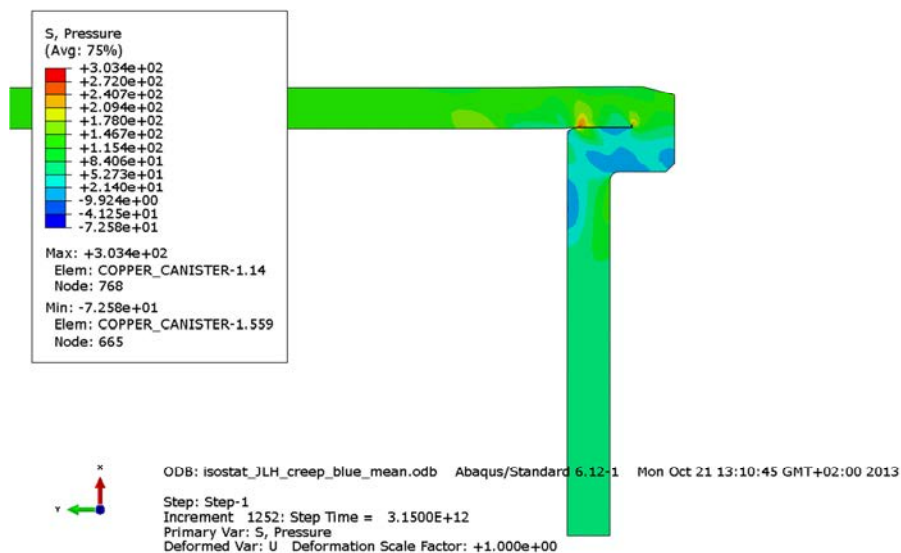 S, Pressure
(Avg: 75%)
+3.034e+02
+2.720e+02
+2.407e+02
+2.094e+02
+1.780e+02
+1.467e+02
+1.154e+02
+8.406e+01
+5.273e+01
+2.140e+01
-9.924e+00
-4.125e+01
-7.258e+01
Max: +3.034e+02
Elem: COPPER_CANISTER-1.14
Node: 768
Min: -7.258e+01
Elem: COPPER_CANISTER-1.559
Node: 665
X
Y
ODB: isostat_JLH_creep_blue_mean.odb Abaqus/Standard 6.12-1 Mon Oct 21 13:10:45 GMT+02:00 2013
Step: Step-1
Increment 1252: Step Time = 3.1500E+12
Primary Var: S, Pressure
Deformed Var: U Deformation Scale Factor: +1.000e+00